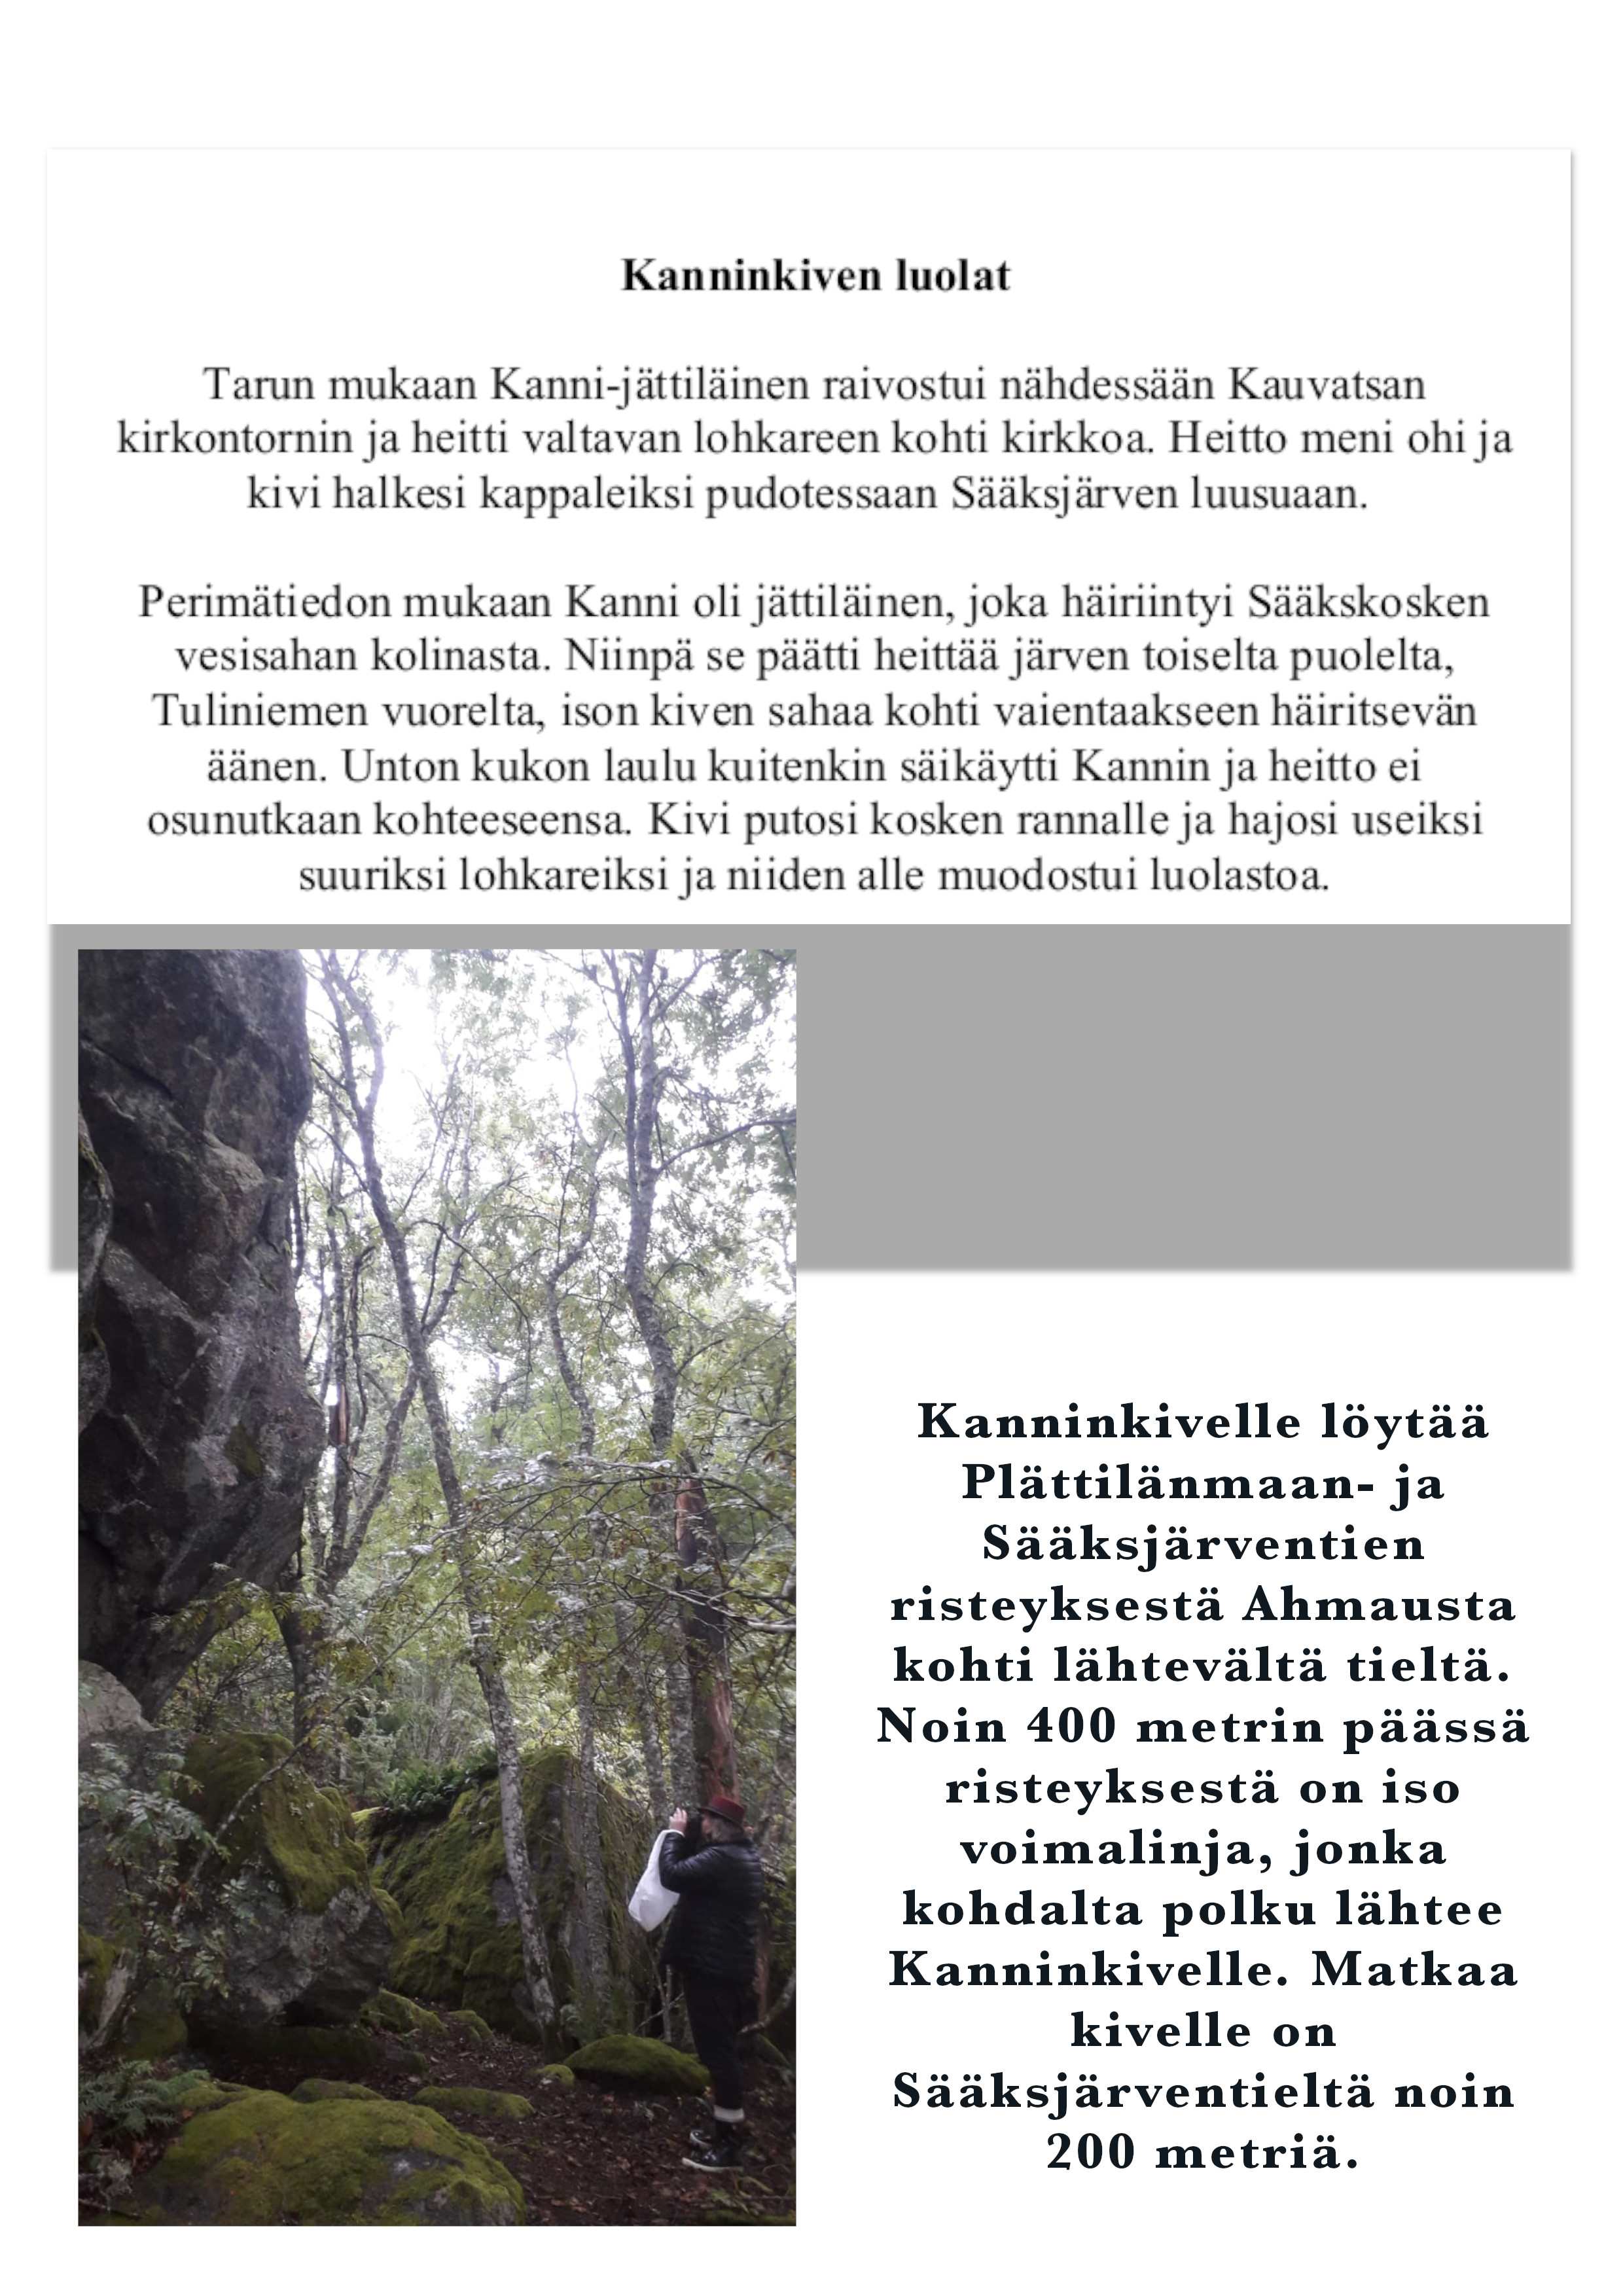 Kanninkiven luolat
Tarun mukaan Kanni-jättiläinen raivostui nähdessään Kauvatsan
kirkontornin ja heitti valtavan lohkareen kohti kirkkoa. Heitto meni ohi ja
kivi halkesi kappaleiksi pudotessaan Sääksjärven luusuaan.
Perimätiedon mukaan Kanni oli jättiläinen, joka häiriintyi Sääkskosken
vesisahan kolinasta. Niinpä se päätti heittää järven toiselta puolelta,
Tuliniemen vuorelta, ison kiven sahaa kohti vaientaakseen häiritsevän
äänen. Unton kukon laulu kuitenkin säikäytti Kannin ja heitto ei
osunutkaan kohteeseensa. Kivi putosi kosken rannalle ja hajosi useiksi
suuriksi lohkareiksi ja niiden alle muodostui luolastoa.
Kanninkivelle löytää
Plättilänmaan- ja
Sääksjärventien
risteyksestä Ahmausta
kohti lähtevältä tieltä.
Noin 400 metrin päässä
risteyksestä on iso
voimalinja, jonka
kohdalta polku lähtee
Kanninkivelle. Matkaa
kivelle on
Sääksjärventieltä noin
200 metriä.